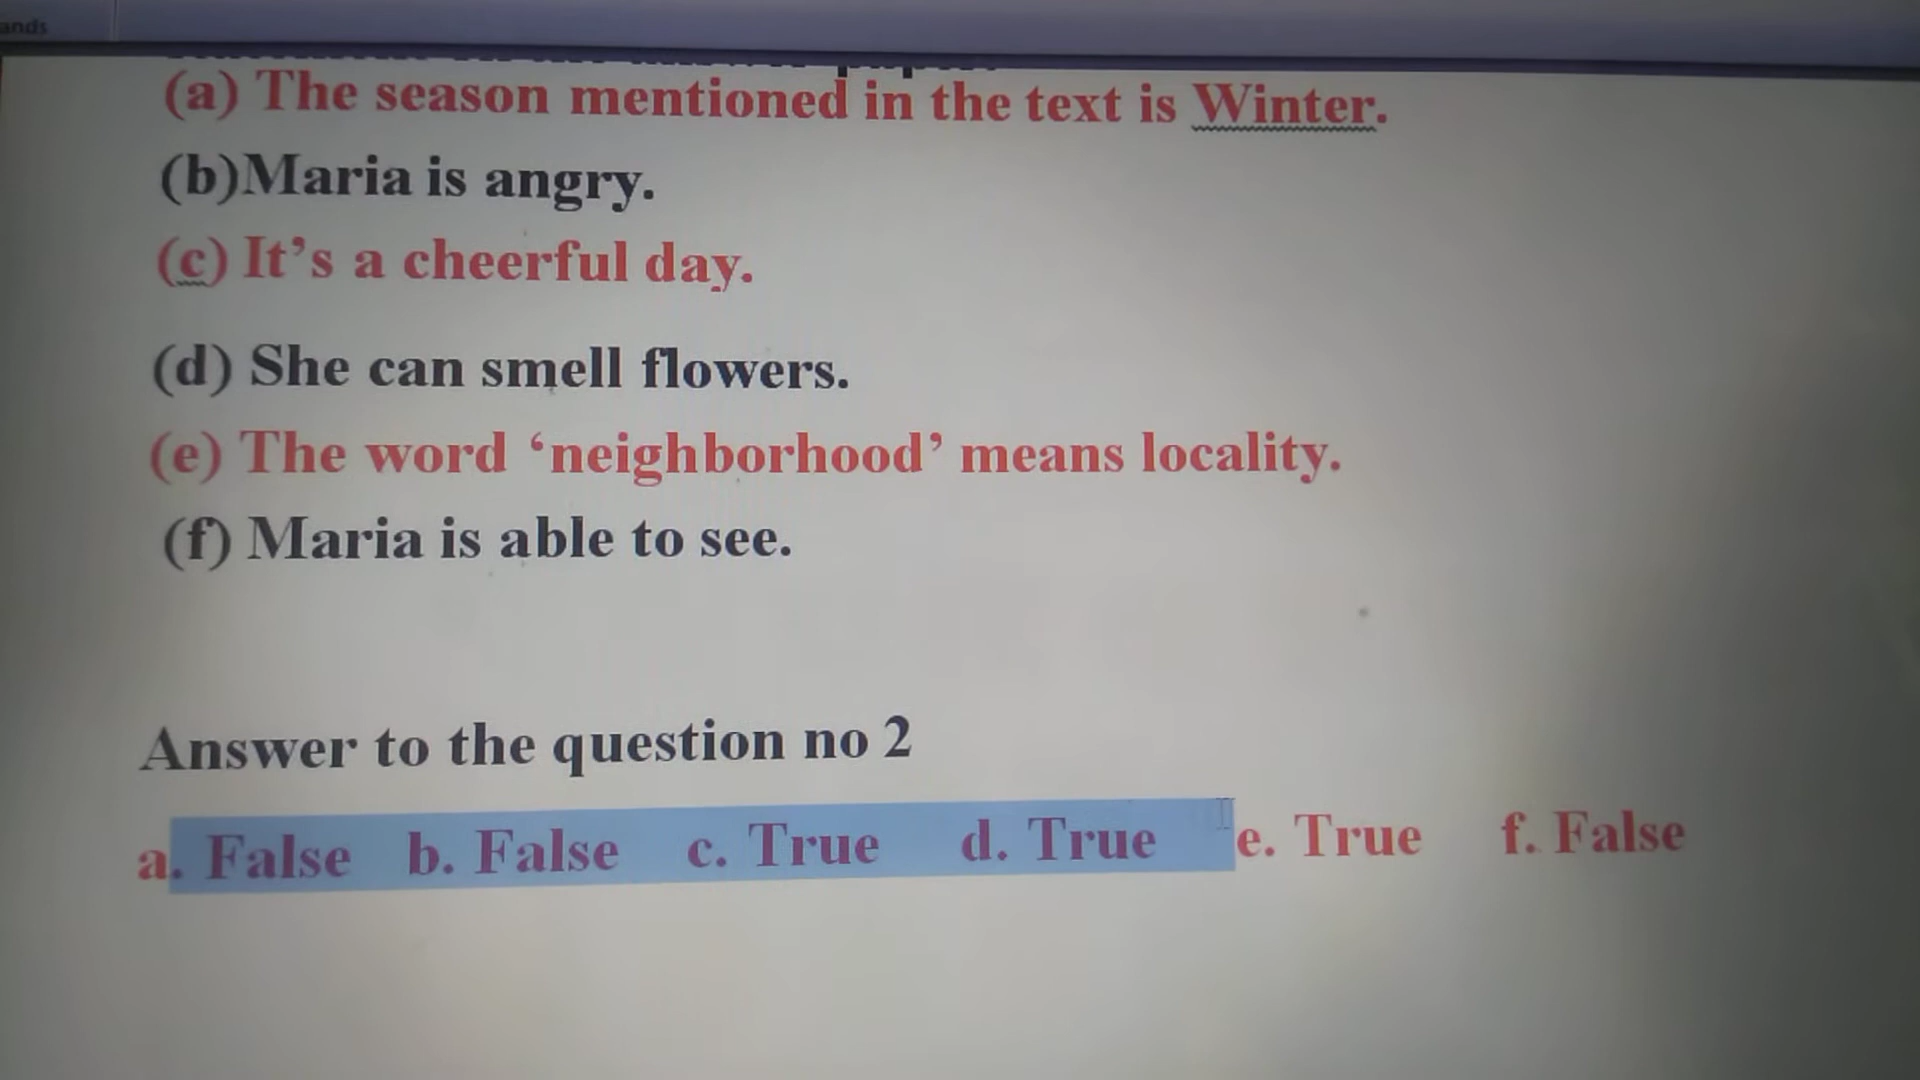 ands
(a) The season mentioned in the text is Winter.
(b)Maria is angry.
(c) It’s a cheerful day.
(d) She can smell flowers.
(e) The word ‘neighborhood’ means locality.
(f) Maria is able to see.
Answer to the question no 2
a. False b. False c. True d. True e. True f. False